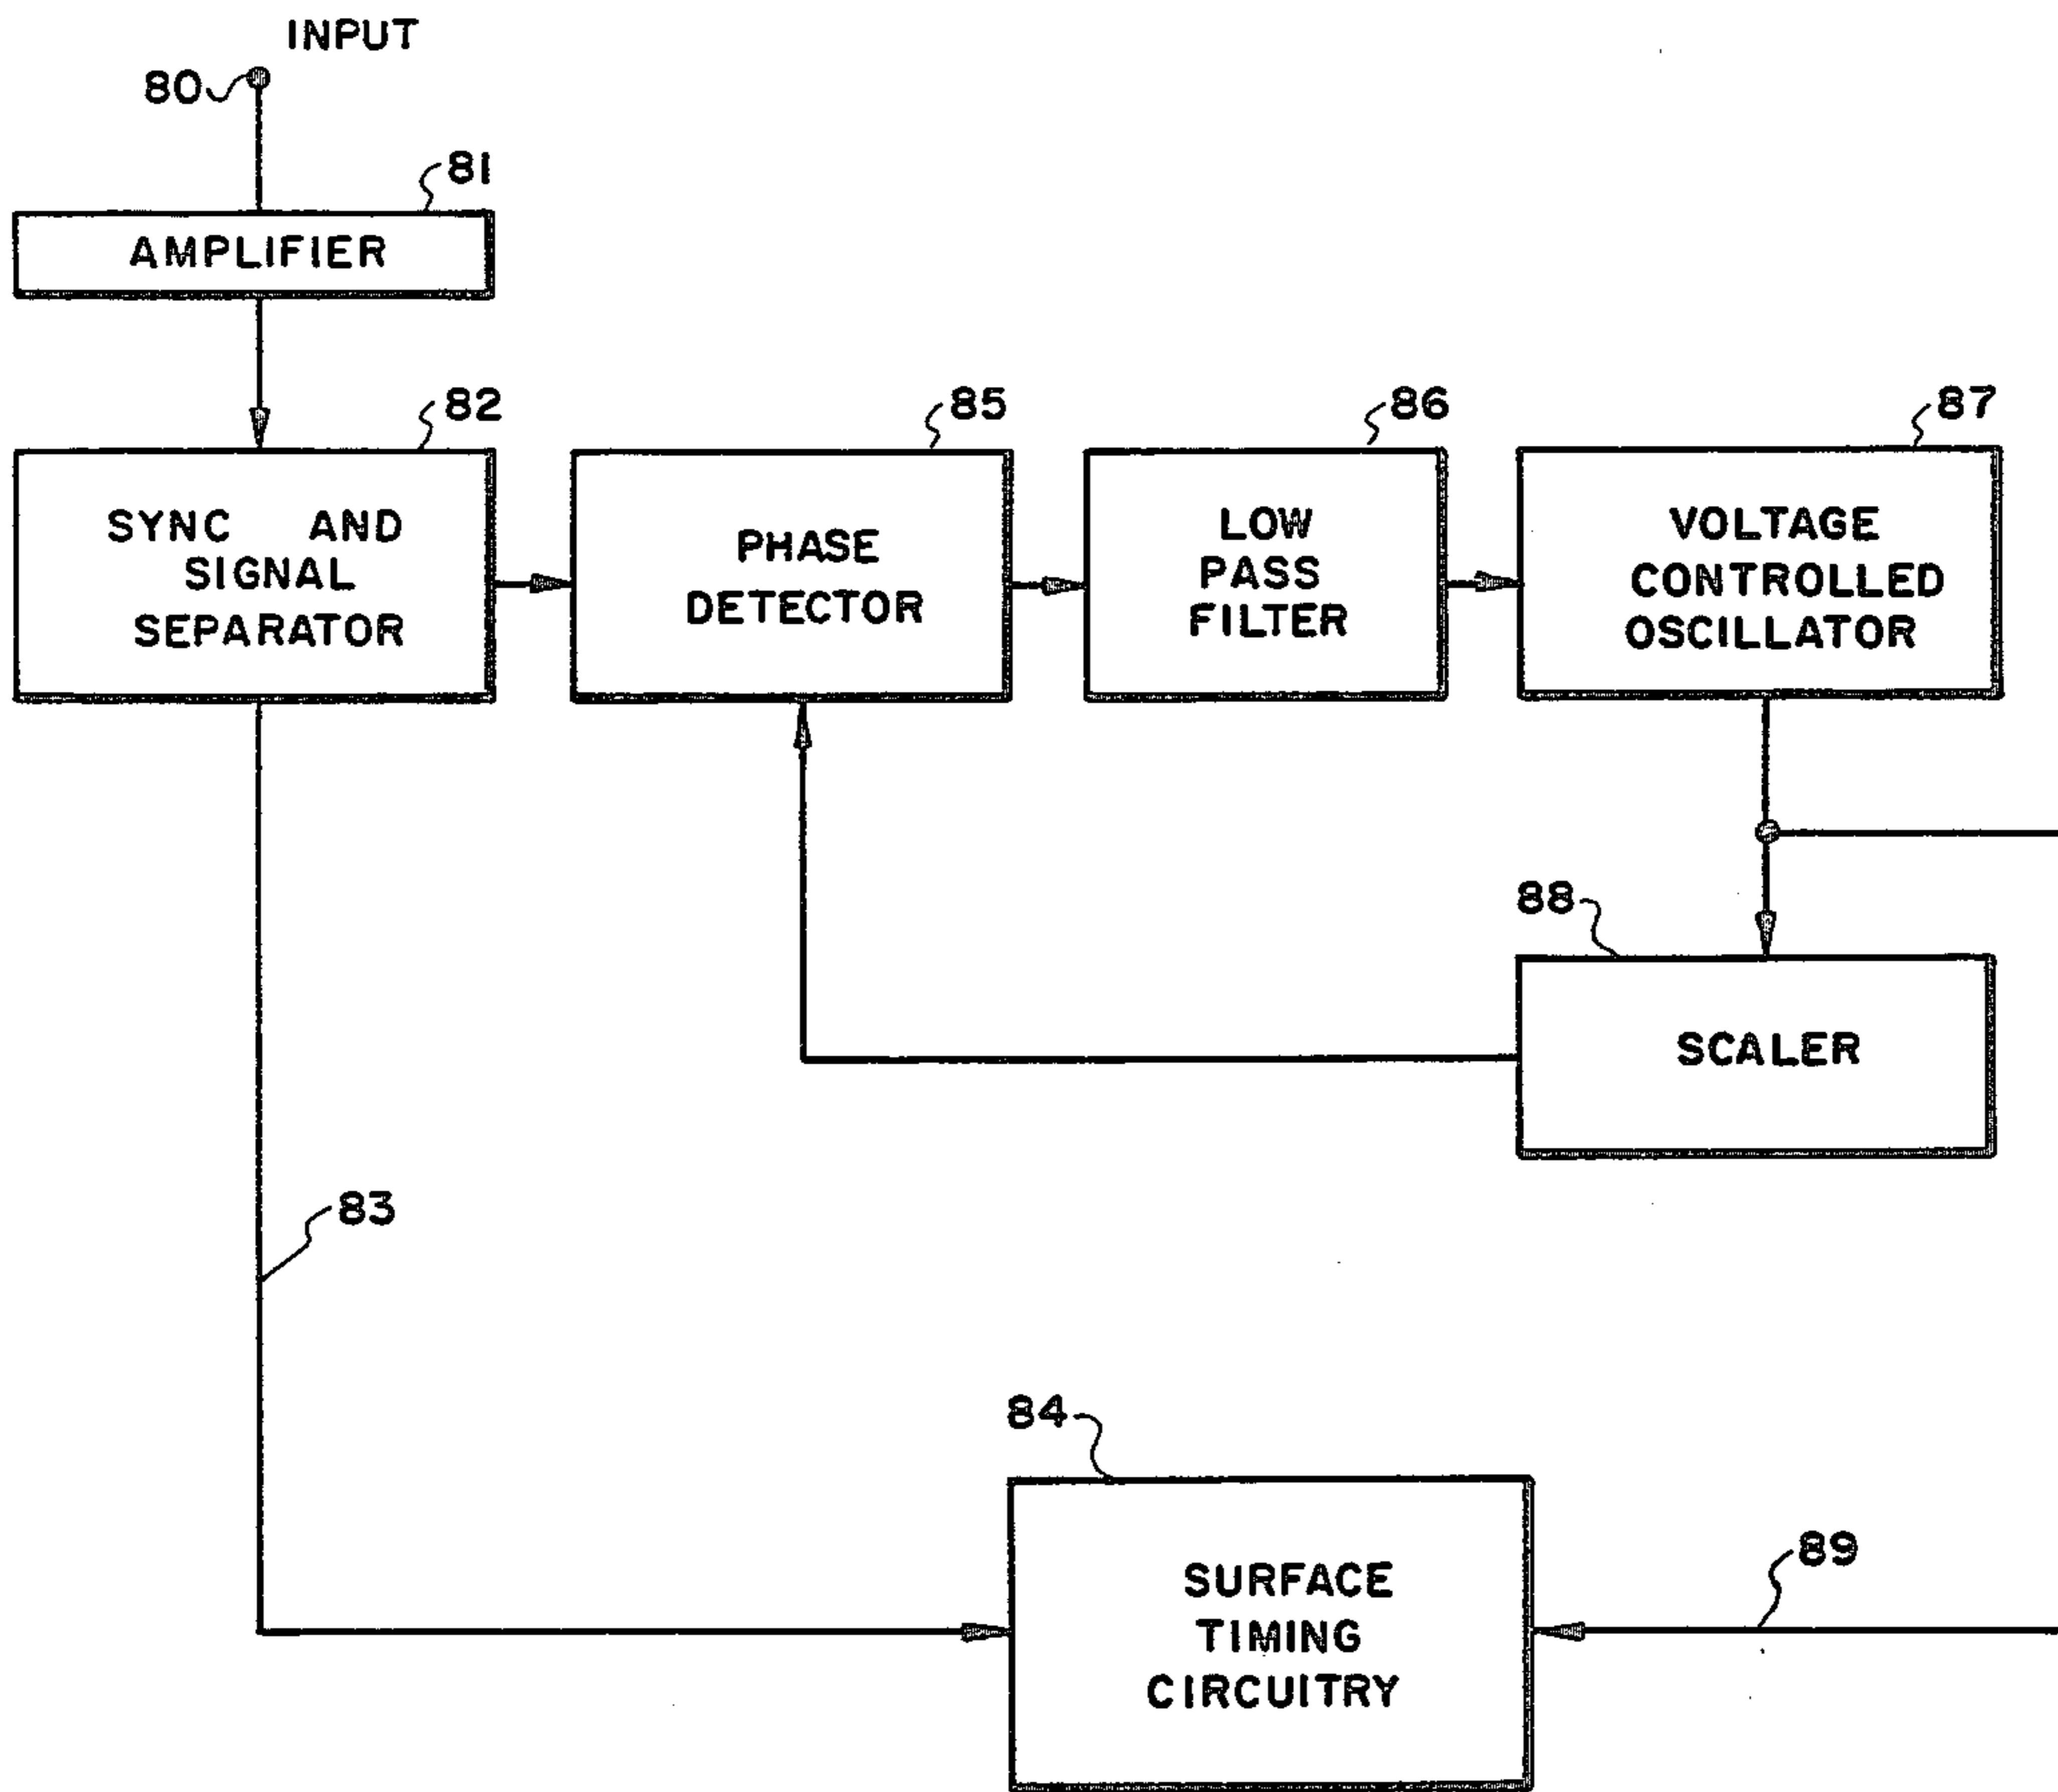 INPUT
80
81
AMPLIFIER
82
SYNC AND
SIGNAL
SEPARATOR
85
PHASE
DETECTOR
86
LOW
PASS
FILTER
87
VOLTAGE
CONTROLLED
OSCILLATOR
88
SCALER
83
84
SURFACE
TIMING
CIRCUITRY
89